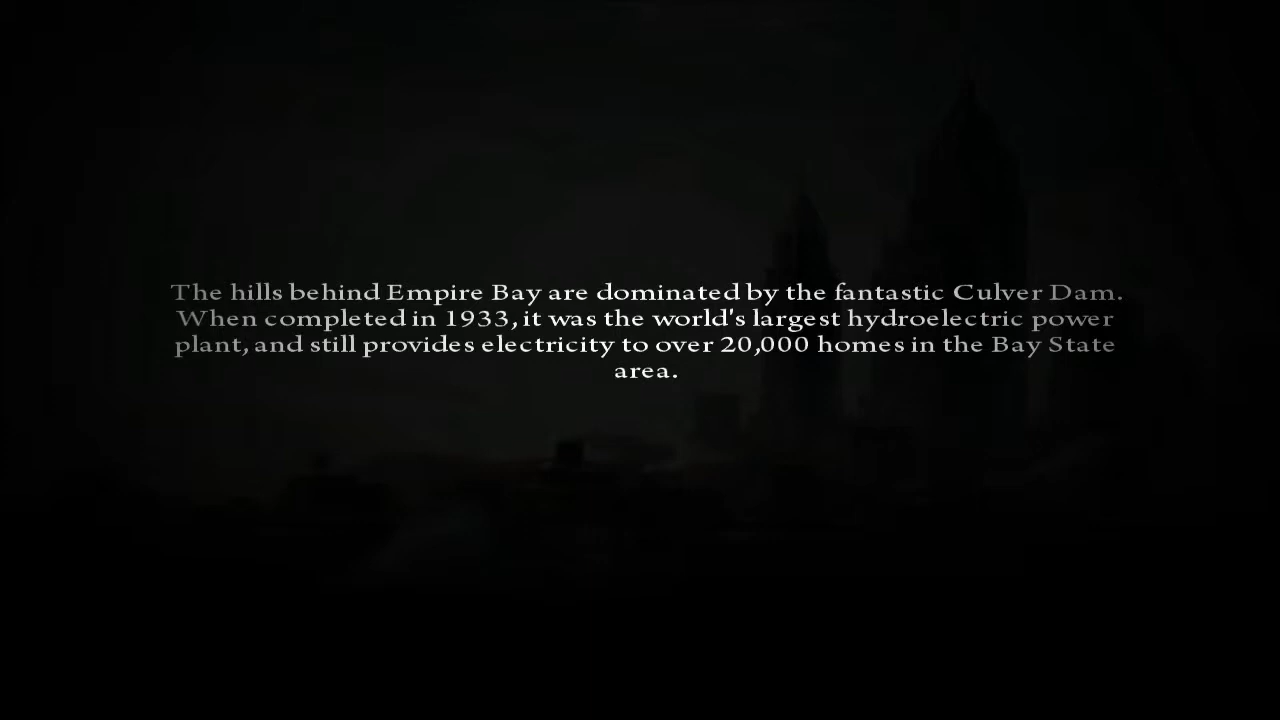 The hills behind Empire Bay are dominated by the fantastic Culver Dam.
When completed in 1933, it was the world's largest hydroelectric power
plant, and still provides electricity to over 20,000 homes in the Bay State
area.